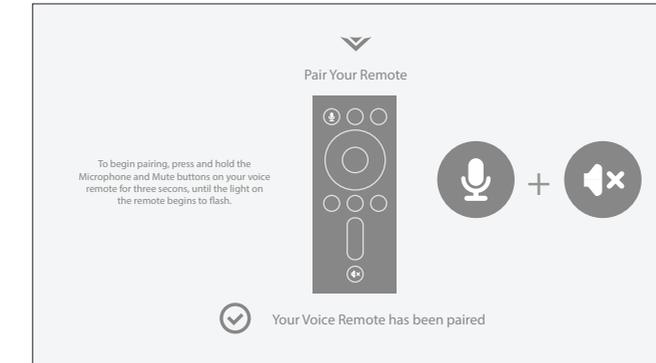 Pair Your Remote
To begin pairing, press and hold the
Microphone and Mute buttons on your voice
remote for three secons, until the light on
the remote begins to flash.
+
Your Voice Remote has been paired